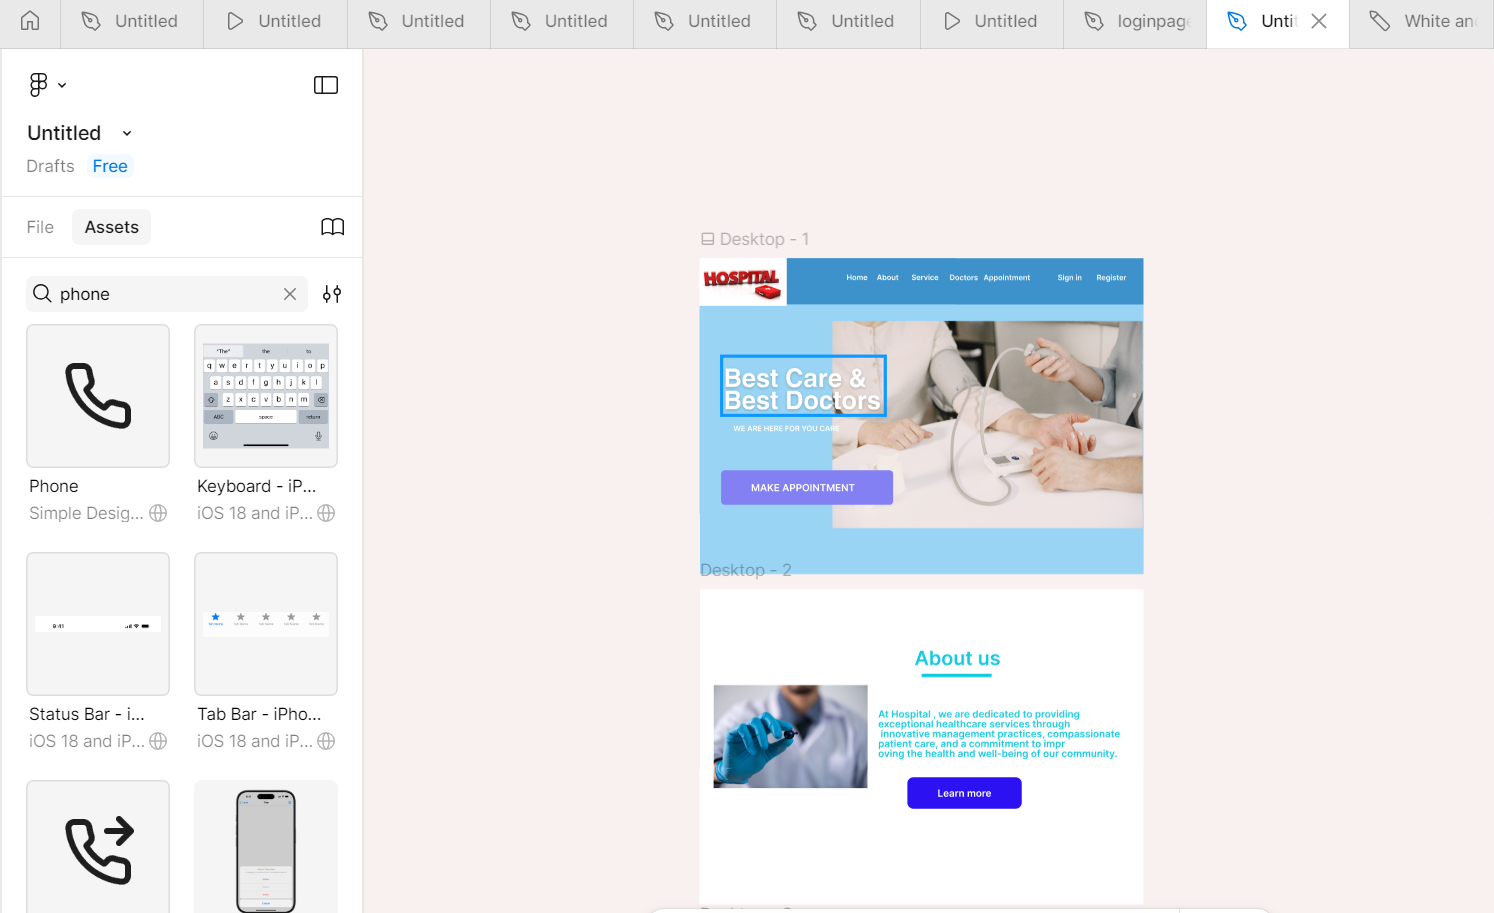 Untitled
Untitled
Untitled
Untitled
Untitled
Untitled
Untitled
loginpage
Unti
White an
Untitled
Drafts Free
File Assets
phone
"The" the to
q w e r t y u i o p
a s d f g h j k l
z x c v b n m
ABC space return
Phone
Simple Desig...
Keyboard - iP...
iOS 18 and iP...
9:41
Status Bar - i...
iOS 18 and iP...
Tab Bar - iPho...
iOS 18 and iP...
Desktop - 1
HOSPITAL
Home About Service Doctors Appointment Sign in Register
Best Care &
Best Doctors
WE ARE HERE FOR YOU CARE
MAKE APPOINTMENT
Desktop - 2
About us
At Hospital , we are dedicated to providing
exceptional healthcare services through
innovative management practices, compassionate
patient care, and a commitment to impr
oving the health and well-being of our community.
Learn more